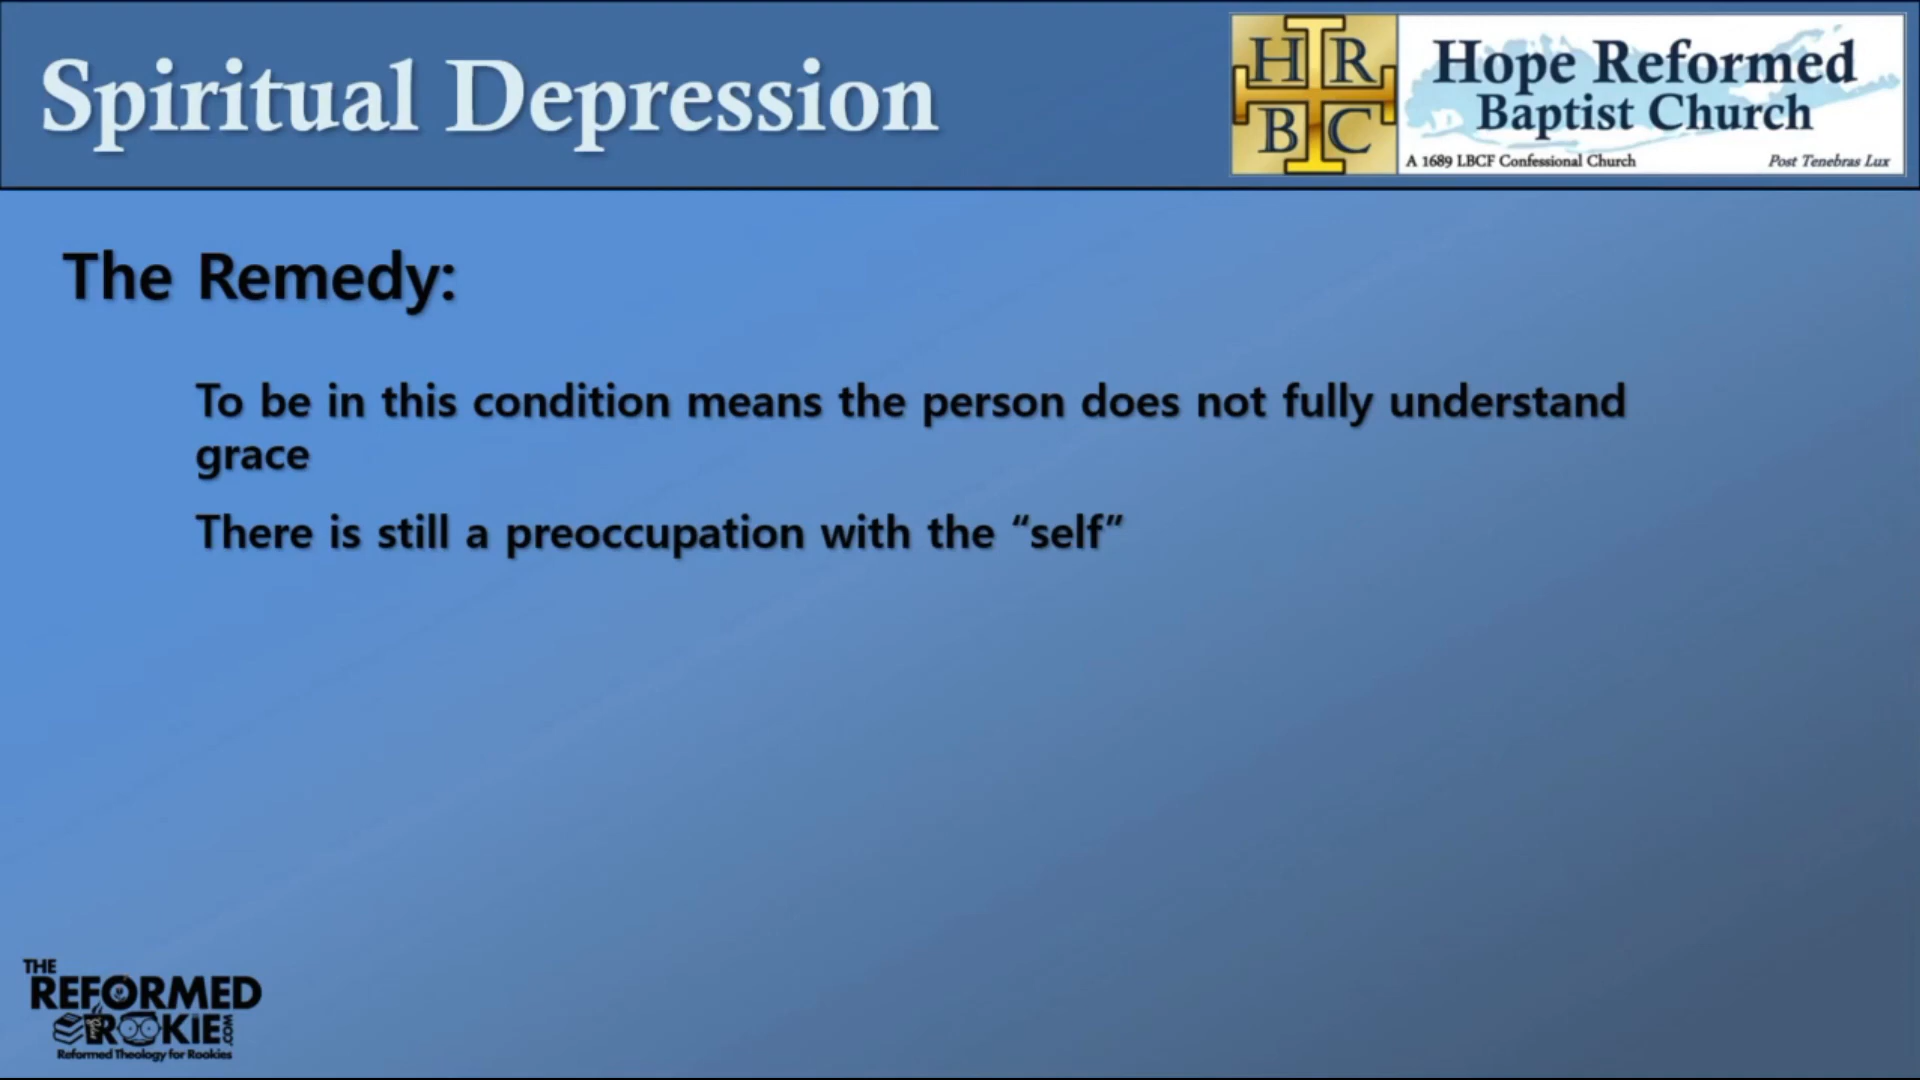 Spiritual Depression
H R
B C
Hope Reformed
Baptist Church
A 1689 LBCF Confessional Church
Post Tenebras Lux
The Remedy:
To be in this condition means the person does not fully understand
grace
There is still a preoccupation with the “self”
THE
REFORMED
ROOKIE.COM
Reformed Theology for Rookies